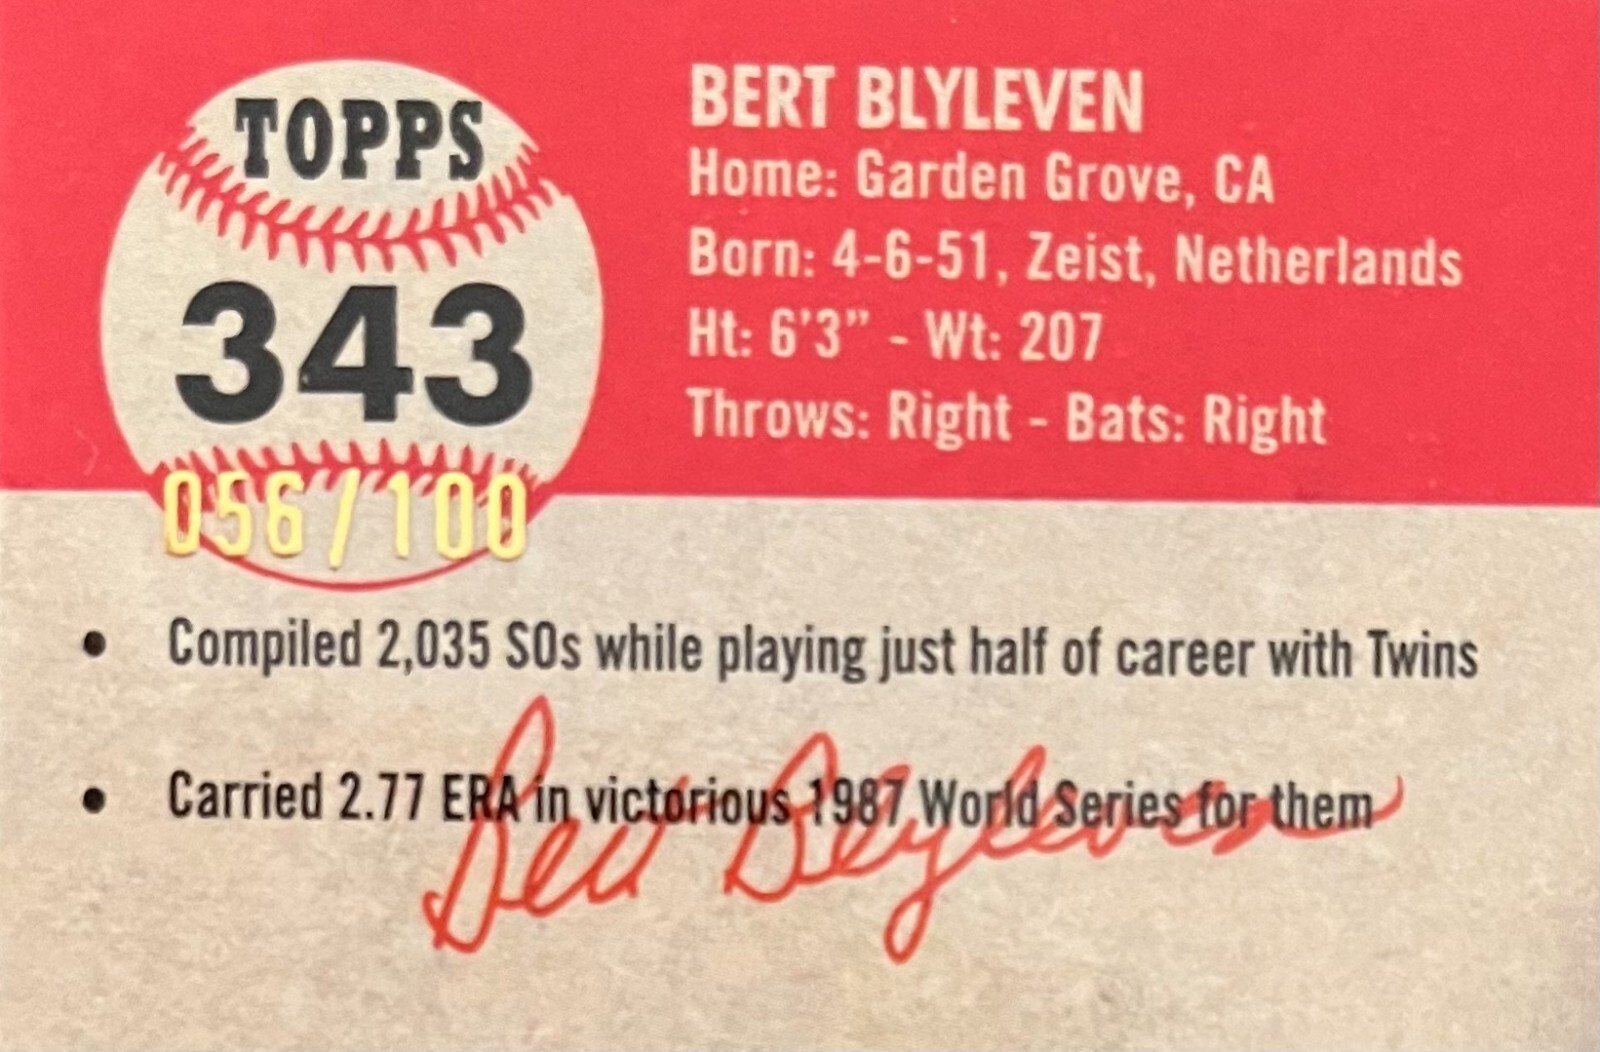 TOPPS
343
056/100
BERT BLYLEVEN
Home: Garden Grove, CA
Born: 4-6-51, Zeist, Netherlands
Ht: 6'3” - Wt: 207
Throws: Right - Bats: Right
• Compiled 2,035 SOs while playing just half of career with Twins
• Carried 2.77 ERA in victorious 1987 World Series for them
Bert Blyleven